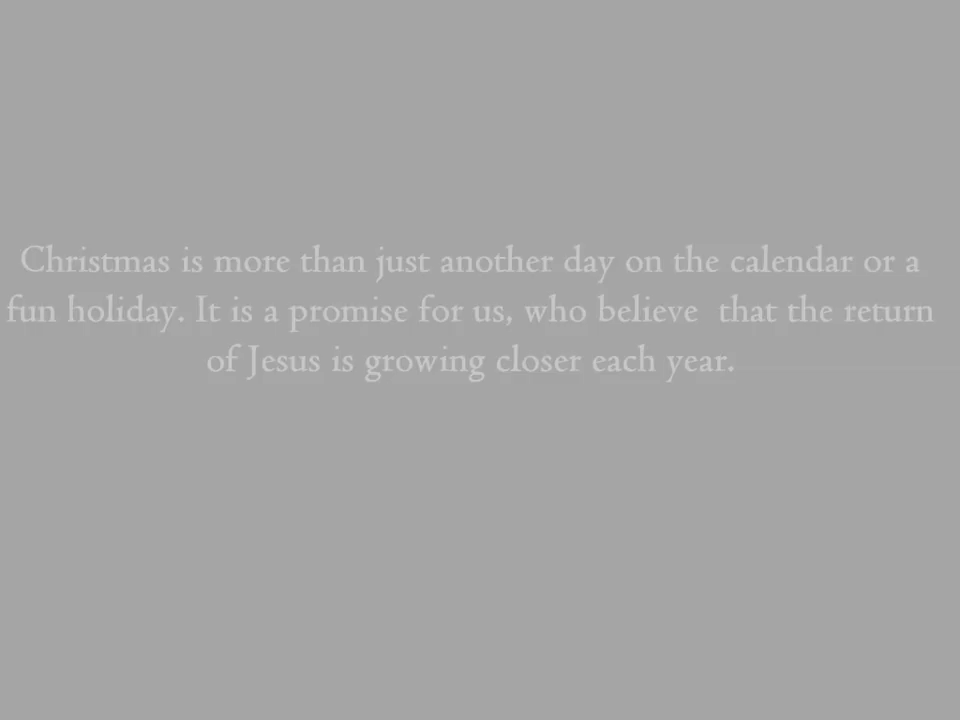 Christmas is more than just another day on the calendar or a
fun holiday. It is a promise for us, who believe  that the return
of Jesus is growing closer each year.